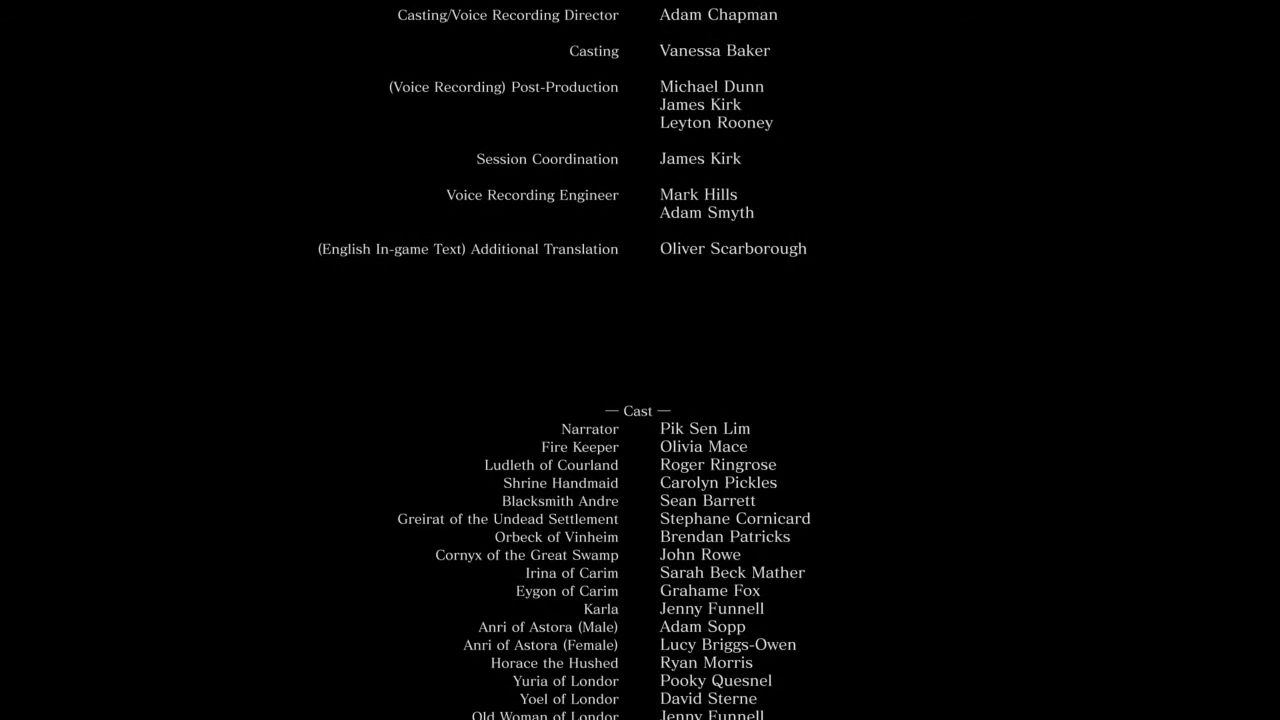 Casting/Voice Recording Director Adam Chapman
Casting Vanessa Baker
(Voice Recording) Post-Production Michael Dunn
James Kirk
Leyton Rooney
Session Coordination James Kirk
Voice Recording Engineer Mark Hills
Adam Smyth
(English In-game Text) Additional Translation Oliver Scarborough
— Cast —
Narrator Pik Sen Lim
Fire Keeper Olivia Mace
Ludleth of Courland Roger Ringrose
Shrine Handmaid Carolyn Pickles
Blacksmith Andre Sean Barrett
Greirat of the Undead Settlement Stephane Cornicard
Orbeck of Vinheim Brendan Patricks
Cornyx of the Great Swamp John Rowe
Irina of Carim Sarah Beck Mather
Eygon of Carim Grahame Fox
Karla Jenny Funnell
Anri of Astora (Male) Adam Sopp
Anri of Astora (Female) Lucy Briggs-Owen
Horace the Hushed Ryan Morris
Yuria of Londor Pooky Quesnel
Yoel of Londor David Sterne
Old Woman of Londor Jenny Funnell